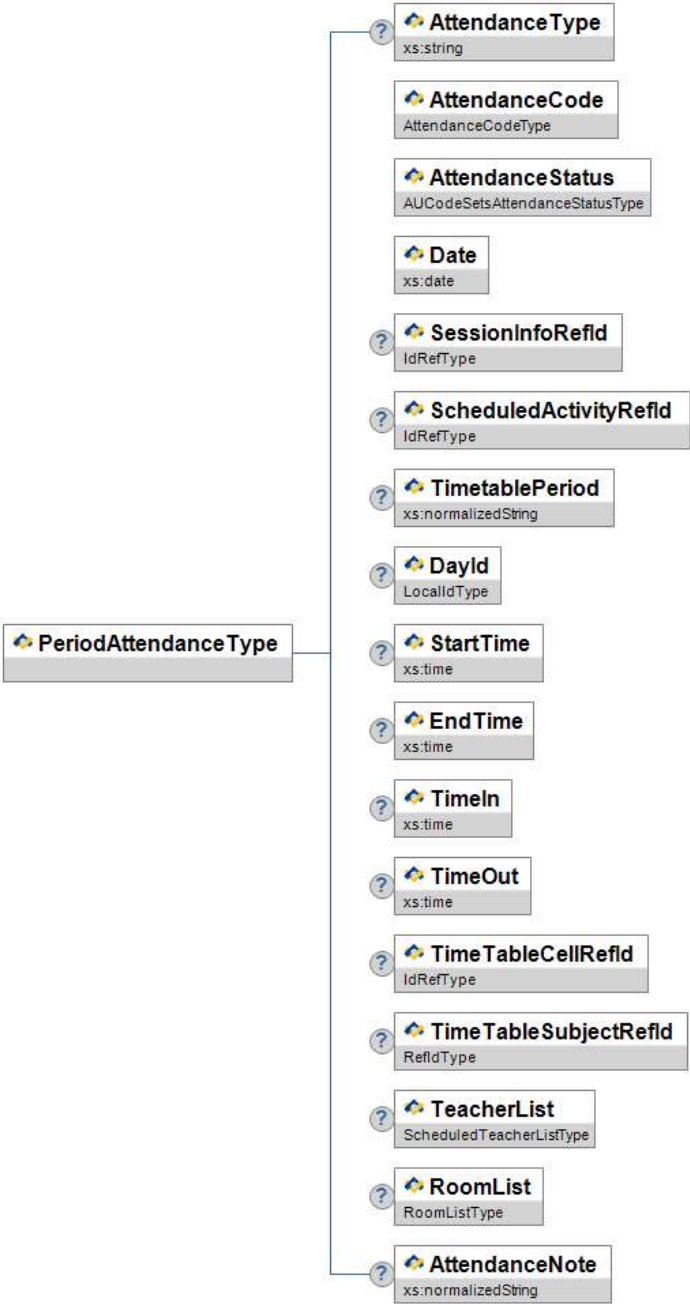 ?
AttendanceType
xs:string
AttendanceCode
AttendanceCodeType
AttendanceStatus
AUCodeSetsAttendanceStatusType
Date
xs:date
?
SessionInfoRefId
IdRefType
?
ScheduledActivityRefId
IdRefType
?
TimetablePeriod
xs:normalizedString
?
DayId
LocalIdType
PeriodAttendanceType
?
StartTime
xs:time
?
EndTime
xs:time
?
TimeIn
xs:time
?
TimeOut
xs:time
?
TimeTableCellRefId
IdRefType
?
TimeTableSubjectRefId
RefIdType
?
TeacherList
ScheduledTeacherListType
?
RoomList
RoomListType
?
AttendanceNote
xs:normalizedString